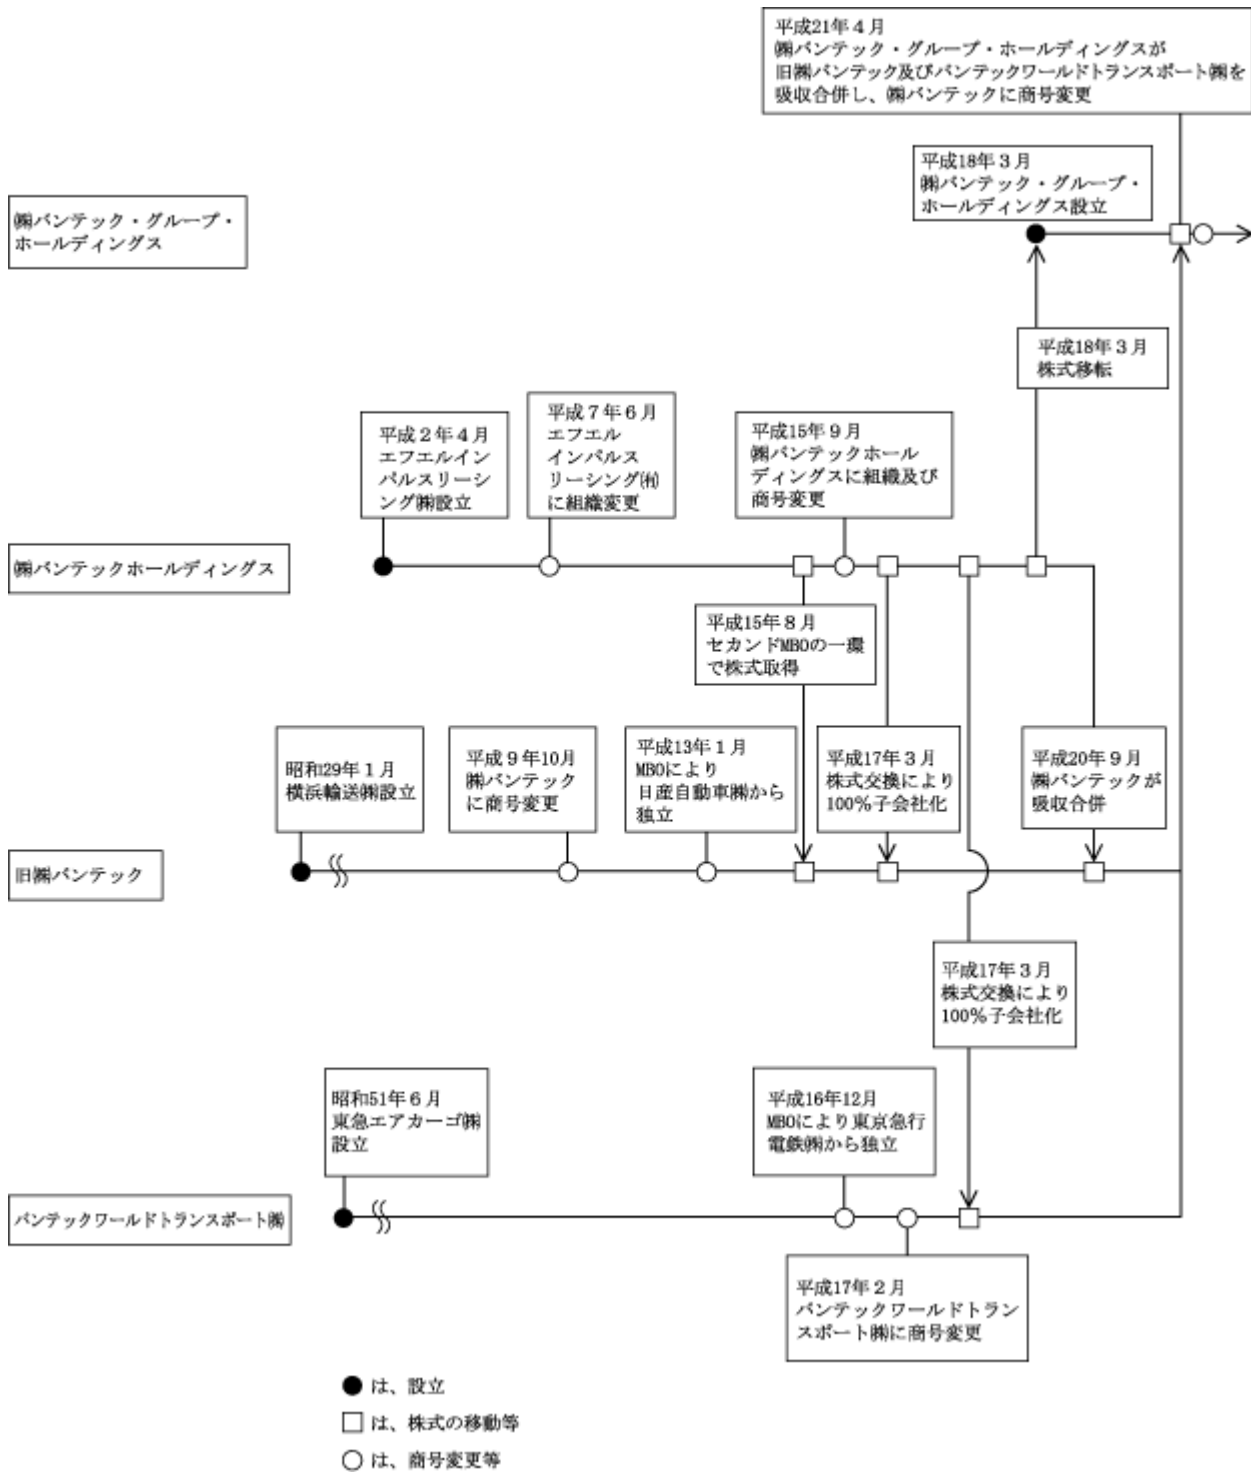 平成21年４月
㈱バンテック・グループ・ホールディングスが
旧㈱バンテック及びバンテックワールドトランスポート㈱を
吸収合併し、㈱バンテックに商号変更
平成18年３月
㈱バンテック・グループ・
ホールディングス設立
㈱バンテック・グループ・
ホールディングス
平成18年３月
株式移転
平成２年４月
エフエルイン
パルスリーシ
ング㈱設立
平成７年６月
エフエル
インパルス
リーシング㈲
に組織変更
平成15年９月
㈱バンテックホール
ディングスに組織及び
商号変更
㈱バンテックホールディングス
平成15年８月
セカンドMBOの一環
で株式取得
昭和29年１月
横浜輸送㈱設立
平成９年10月
㈱バンテック
に商号変更
平成13年１月
MBOにより
日産自動車㈱から
独立
平成17年３月
株式交換により
100％子会社化
平成20年９月
㈱バンテックが
吸収合併
旧㈱バンテック
平成17年３月
株式交換により
100％子会社化
昭和51年６月
東急エアカーゴ㈱
設立
平成16年12月
MBOにより東京急行
電鉄㈱から独立
バンテックワールドトランスポート㈱
平成17年２月
バンテックワールドトラン
スポート㈱に商号変更
● は、設立
□ は、株式の移動等
○ は、商号変更等